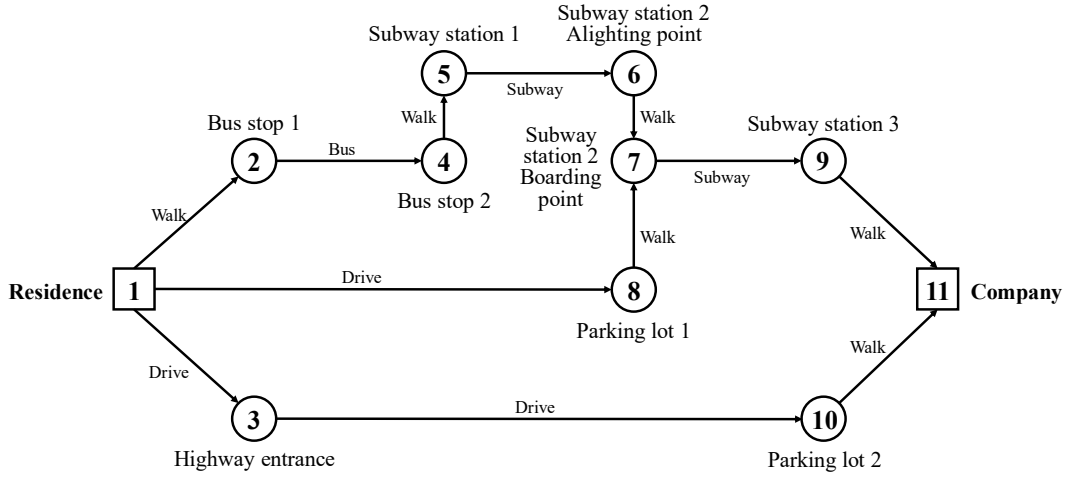 Subway station 2
Alighting point
Subway station 1
5
6
Subway
Walk
Walk
Bus stop 1
Subway
station 2
Boarding
point
Subway station 3
2
Bus
4
7
9
Subway
Bus stop 2
Walk
Walk
Walk
Residence
1
Drive
8
11
Company
Parking lot 1
Drive
Walk
3
Drive
10
Highway entrance
Parking lot 2